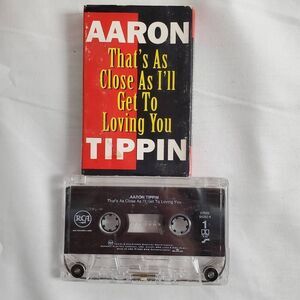 AARON
That's As
Close As I'll
Get To
Loving You
TIPPIN
AARON TIPPIN
That's As Close As I'll Get To Loving You
RCA
1